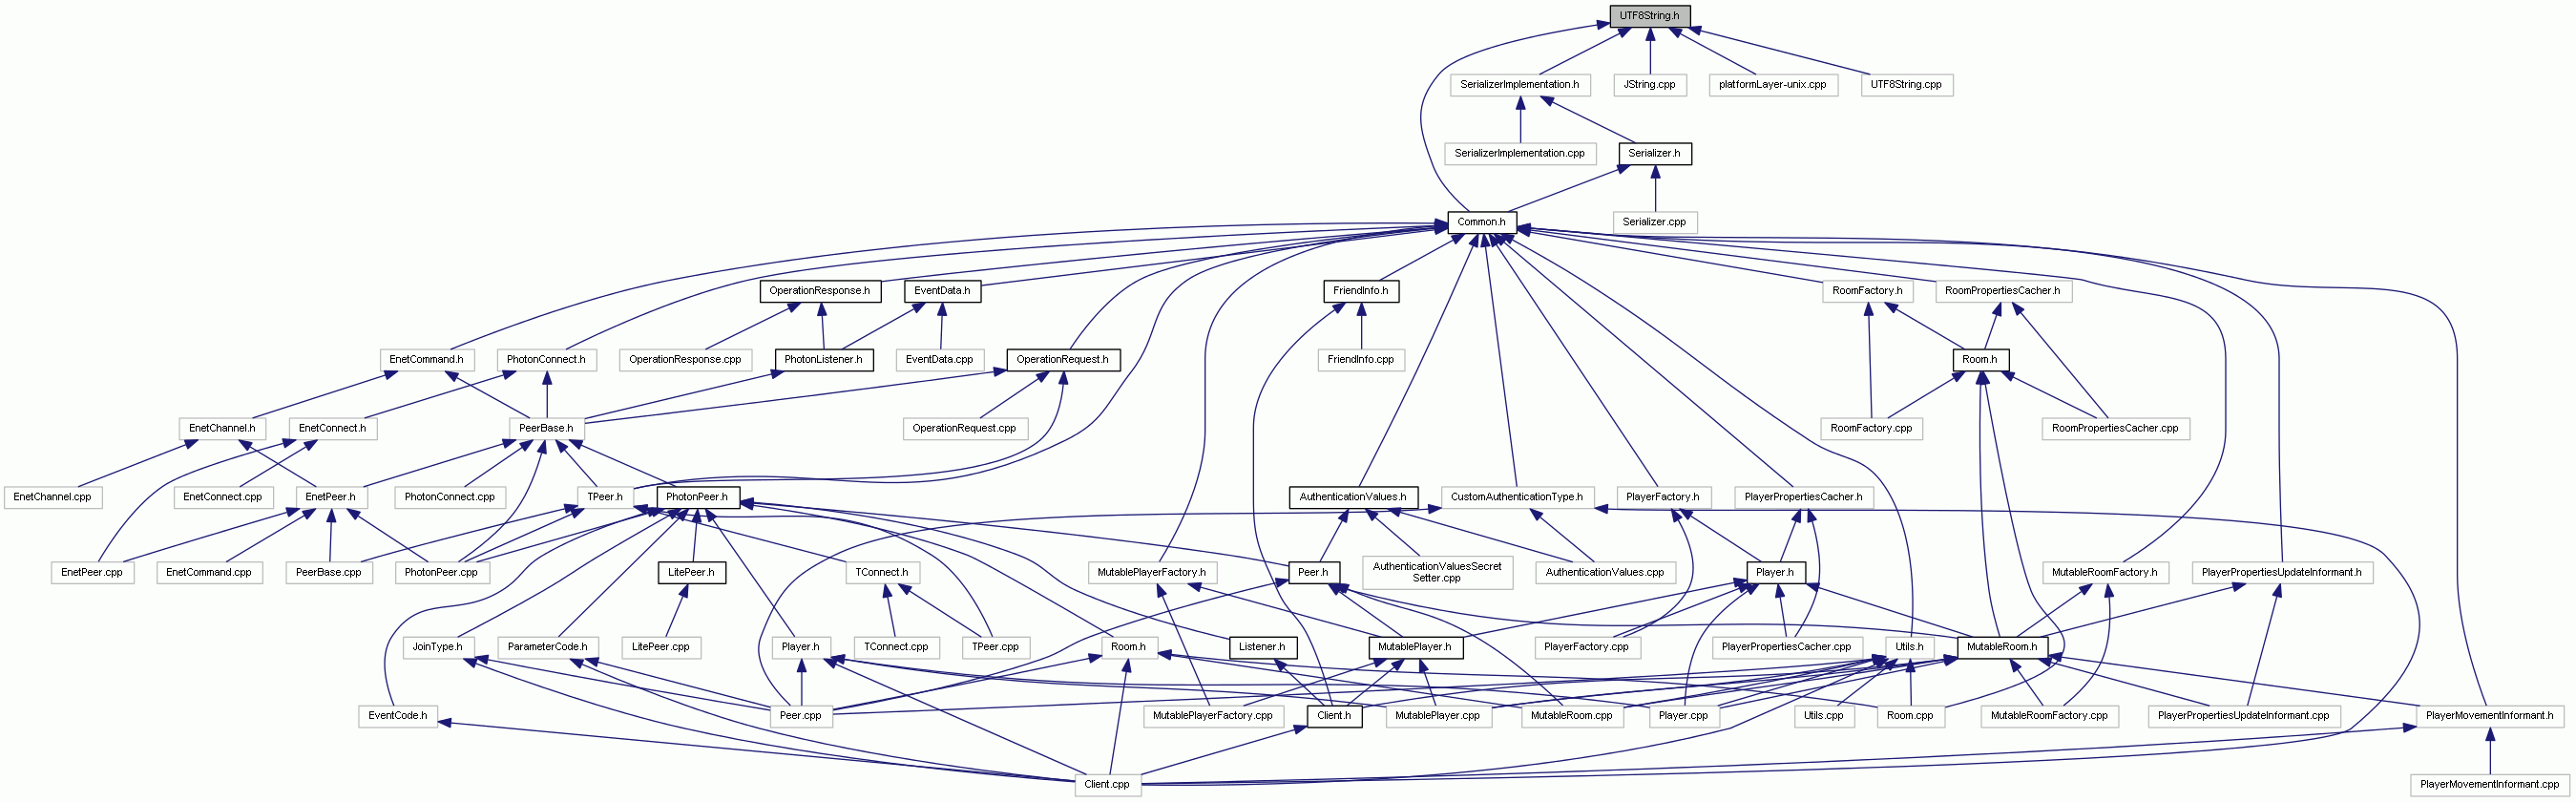 UTF8String.h
SerializerImplementation.h
JString.cpp
platformLayer-unix.cpp
UTF8String.cpp
SerializerImplementation.cpp
Serializer.h
Common.h
Serializer.cpp
OperationResponse.h
EventData.h
FriendInfo.h
RoomFactory.h
RoomPropertiesCacher.h
EnetCommand.h
PhotonConnect.h
OperationResponse.cpp
PhotonListener.h
EventData.cpp
OperationRequest.h
FriendInfo.cpp
Room.h
EnetChannel.h
EnetConnect.h
PeerBase.h
OperationRequest.cpp
RoomFactory.cpp
RoomPropertiesCacher.cpp
EnetChannel.cpp
EnetConnect.cpp
EnetPeer.h
PhotonConnect.cpp
TPeer.h
PhotonPeer.h
AuthenticationValues.h
CustomAuthenticationType.h
PlayerFactory.h
PlayerPropertiesCacher.h
EnetPeer.cpp
EnetCommand.cpp
PeerBase.cpp
PhotonPeer.cpp
LitePeer.h
TConnect.h
MutablePlayerFactory.h
Peer.h
AuthenticationValuesSecret
Setter.cpp
AuthenticationValues.cpp
Player.h
MutableRoomFactory.h
PlayerPropertiesUpdateInformant.h
JoinType.h
ParameterCode.h
LitePeer.cpp
Player.h
TConnect.cpp
TPeer.cpp
Room.h
Listener.h
MutablePlayer.h
PlayerFactory.cpp
PlayerPropertiesCacher.cpp
Utils.h
MutableRoom.h
EventCode.h
Peer.cpp
MutablePlayerFactory.cpp
Client.h
MutablePlayer.cpp
MutableRoom.cpp
Player.cpp
Utils.cpp
Room.cpp
MutableRoomFactory.cpp
PlayerPropertiesUpdateInformant.cpp
PlayerMovementInformant.h
Client.cpp
PlayerMovementInformant.cpp